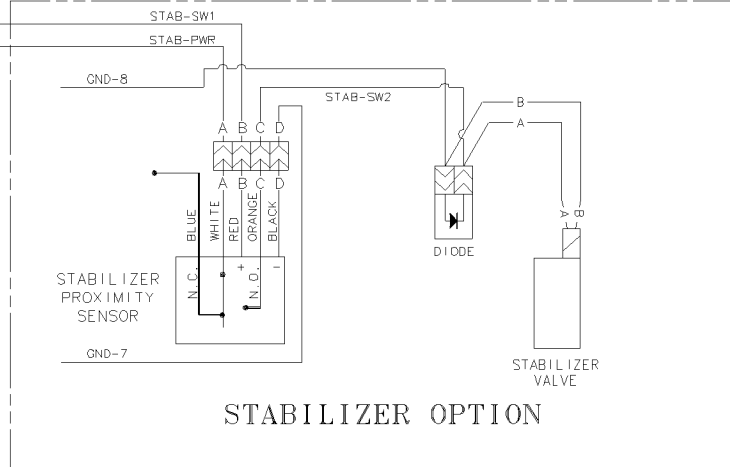 STAB-SW1
STAB-PWR
GND-8
STAB-SW2
B
A
A B C D
A B C D
A B
BLUE
WHITE
RED
ORANGE
BLACK
DIODE
N.C.
+
N.O.
-
STABILIZER
PROXIMITY
SENSOR
GND-7
STABILIZER
VALVE
STABILIZER OPTION